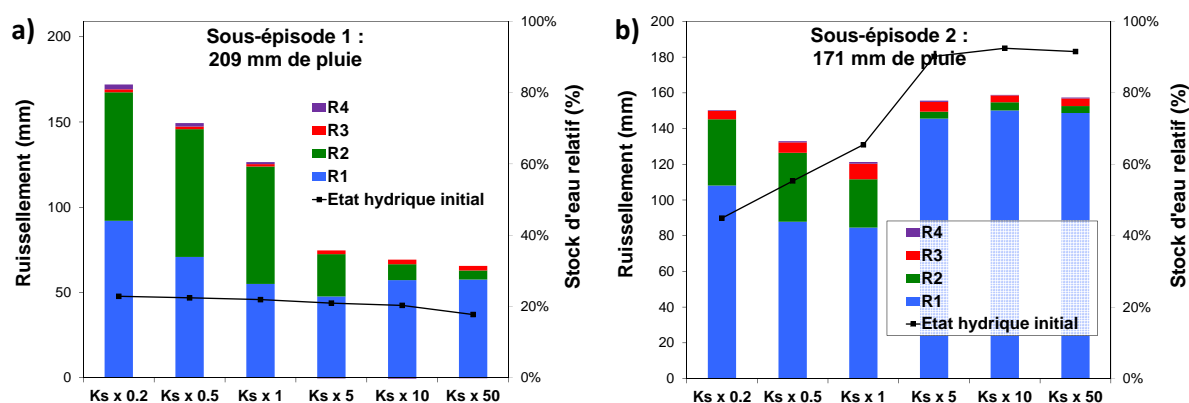 a)
Sous-épisode 1 :
209 mm de pluie
Ruissellement (mm)
200
150
100
50
0
R4
R3
R2
R1
Etat hydrique initial
100%
80%
60%
40%
20%
0%
Stock d'eau relatif (%)
Ks x 0.2 Ks x 0.5 Ks x 1 Ks x 5 Ks x 10 Ks x 50
b)
Sous-épisode 2 :
171 mm de pluie
Ruissellement (mm)
200
180
160
140
120
100
80
60
40
20
0
R4
R3
R2
R1
Etat hydrique initial
100%
80%
60%
40%
20%
0%
Stock d'eau relatif (%)
Ks x 0.2 Ks x 0.5 Ks x 1 Ks x 5 Ks x 10 Ks x 50